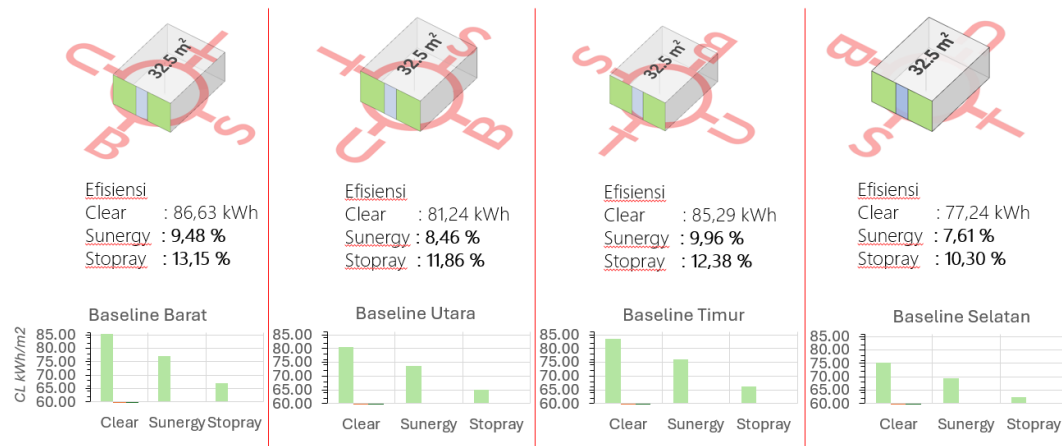 32.5 m²
U
T
B
S
Efisiensi
Clear : 86,63 kWh
Sunergy : 9,48 %
Stopray : 13,15 %
Baseline Barat
CL kWh/m2
85.00
80.00
75.00
70.00
65.00
60.00
Clear Sunergy Stopray
32.5 m²
T
S
U
B
Efisiensi
Clear : 81,24 kWh
Sunergy : 8,46 %
Stopray : 11,86 %
Baseline Utara
85.00
80.00
75.00
70.00
65.00
60.00
Clear Sunergy Stopray
32.5 m²
S
B
T
U
Efisiensi
Clear : 85,29 kWh
Sunergy : 9,96 %
Stopray : 12,38 %
Baseline Timur
85.00
80.00
75.00
70.00
65.00
60.00
Clear Sunergy Stopray
32.5 m²
B
U
S
T
Efisiensi
Clear : 77,24 kWh
Sunergy : 7,61 %
Stopray : 10,30 %
Baseline Selatan
85.00
80.00
75.00
70.00
65.00
60.00
Clear Sunergy Stopray